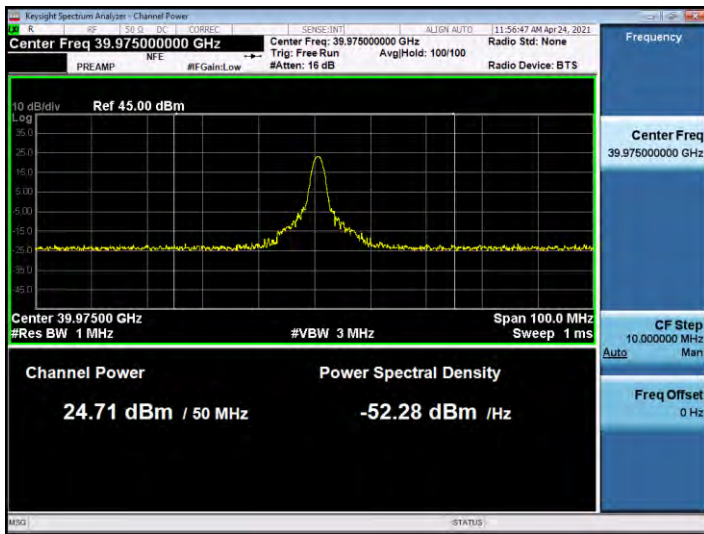 Keysight Spectrum Analyzer - Channel Power
R RF 50 Ω DC CORREC SENSE:INT ALIGN AUTO 11:56:47 AM Apr 24, 2021
Center Freq 39.975000000 GHz Center Freq: 39.975000000 GHz Radio Std: None
NFE Trig: Free Run Avg|Hold: 100/100
PREAMP #IFGain:Low #Atten: 16 dB Radio Device: BTS
10 dB/div Ref 45.00 dBm
Log
35.0
25.0
15.0
5.00
-5.00
-15.0
-25.0
-35.0
-45.0
Center 39.97500 GHz Span 100.0 MHz
#Res BW 1 MHz #VBW 3 MHz Sweep 1 ms
Channel Power Power Spectral Density
24.71 dBm / 50 MHz -52.28 dBm /Hz
Frequency
Center Freq
39.975000000 GHz
CF Step
10.000000 MHz
Auto Man
Freq Offset
0 Hz
MSG STATUS